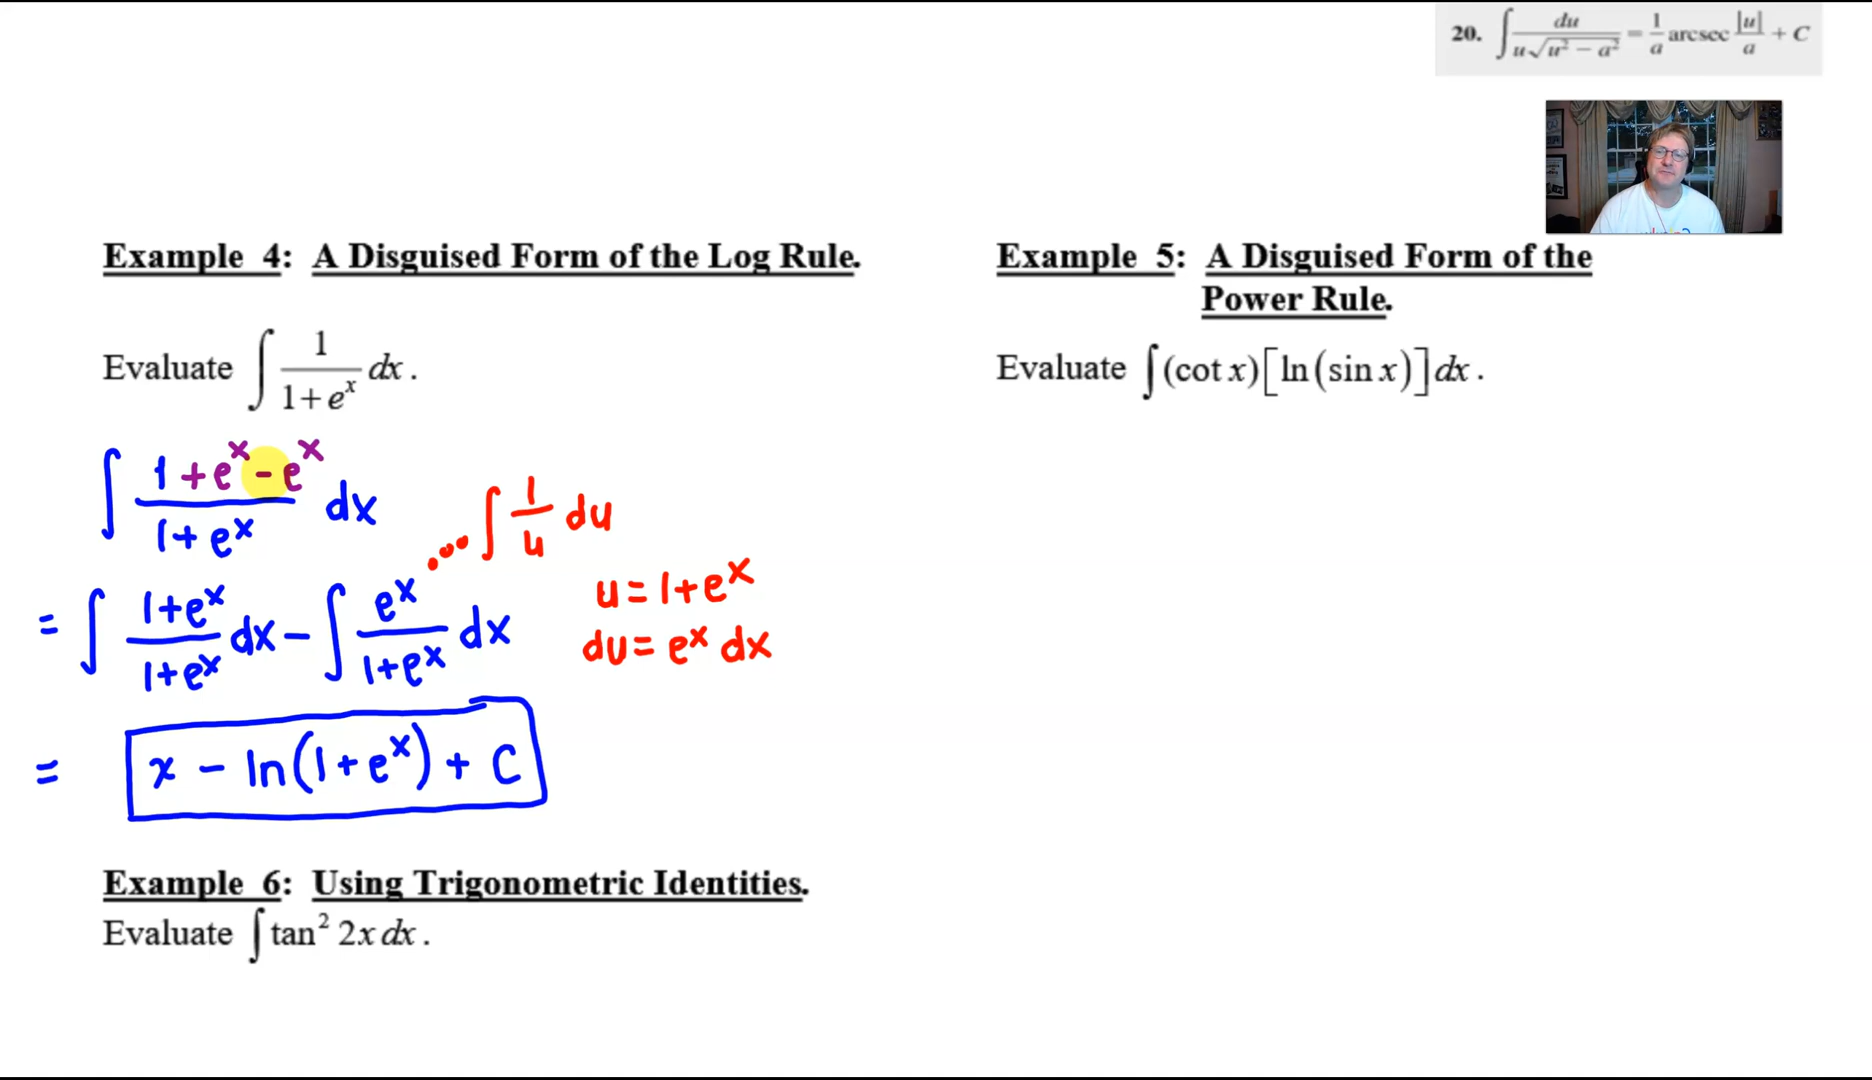 20. ∫ du / (u√(u² − a²)) = 1/a arcsec |u|/a + C
Example 4: A Disguised Form of the Log Rule.
Evaluate ∫ 1/(1+e^x) dx.
∫ (1+e^x−e^x)/(1+e^x) dx
= ∫ (1+e^x)/(1+e^x) dx − ∫ e^x/(1+e^x) dx
∫ 1/u du
u=1+e^x
du=e^x dx
= x − ln(1+e^x) + C
Example 5: A Disguised Form of the
Power Rule.
Evaluate ∫(cot x)[ln(sin x)]dx.
Example 6: Using Trigonometric Identities.
Evaluate ∫tan² 2x dx.